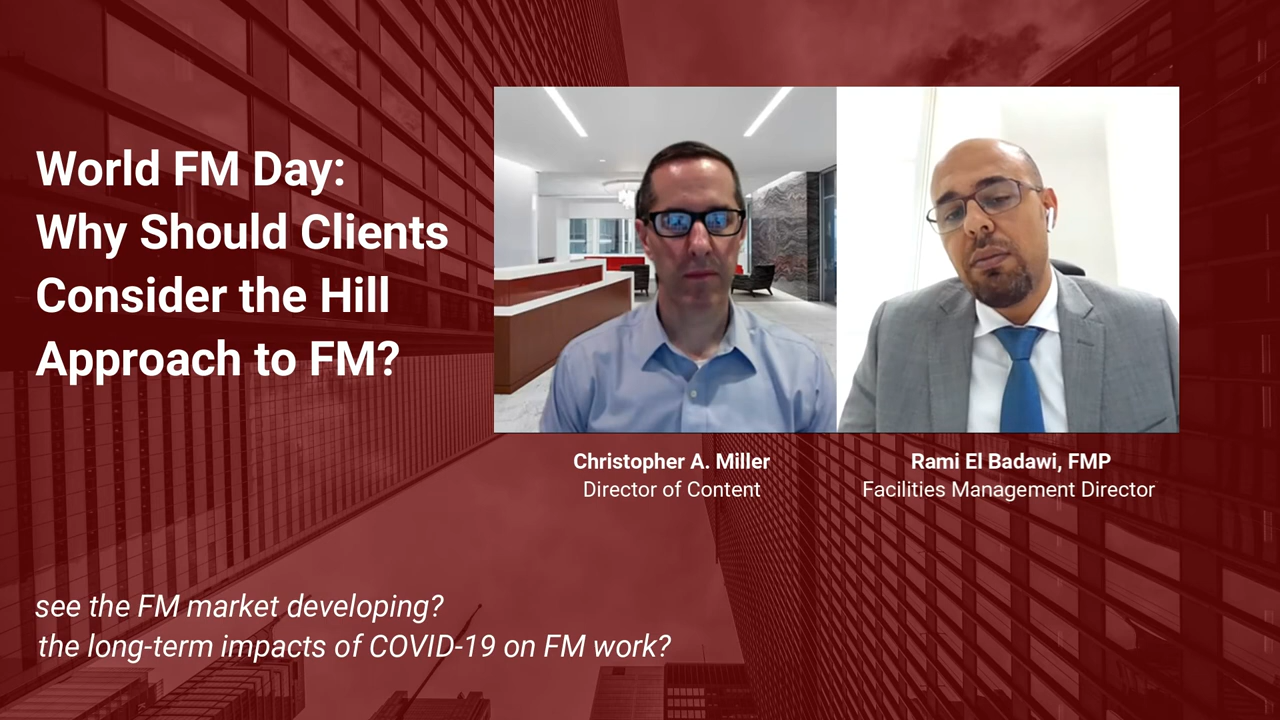 World FM Day:
Why Should Clients
Consider the Hill
Approach to FM?
Christopher A. Miller
Director of Content
Rami El Badawi, FMP
Facilities Management Director
see the FM market developing?
the long-term impacts of COVID-19 on FM work?